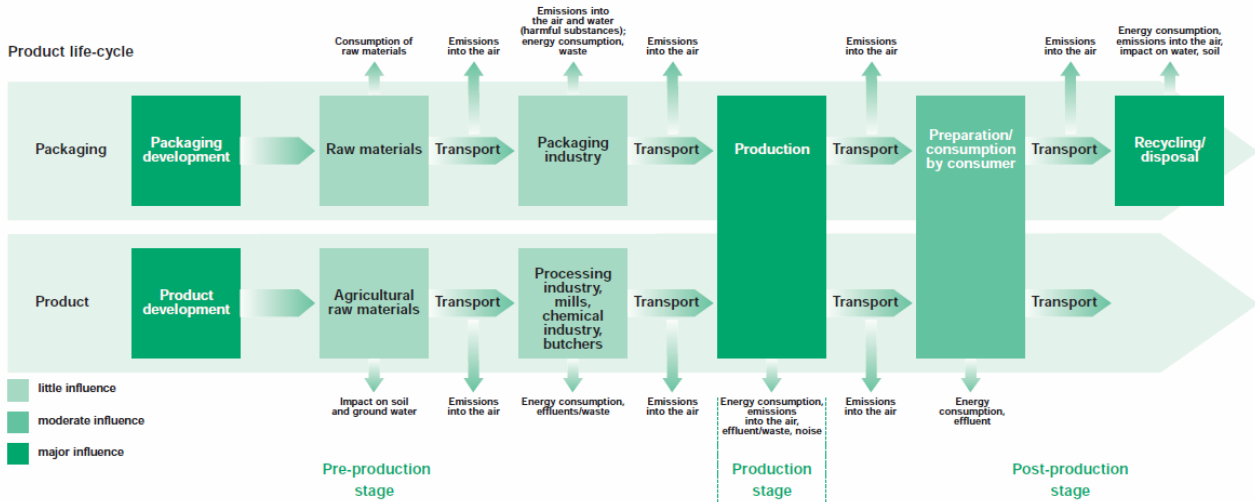 Product life-cycle
Consumption of
raw materials
Emissions
into the air
Emissions into
the air and water
(harmful substances);
energy consumption,
waste
Emissions
into the air
Emissions
into the air
Emissions
into the air
Energy consumption,
emissions into the air,
impact on water, soil
Packaging
Packaging
development
Raw materials
Transport
Packaging
industry
Transport
Production
Transport
Preparation/
consumption
by consumer
Transport
Recycling/
disposal
Product
Product
development
Agricultural
raw materials
Transport
Processing
industry,
mills,
chemical
industry,
butchers
Transport
Transport
Transport
little influence
moderate influence
major influence
Impact on soil
and ground water
Emissions
into the air
Energy consumption,
effluents/waste
Emissions
into the air
Energy consumption,
emissions
into the air,
effluent/waste, noise
Emissions
into the air
Energy
consumption,
effluent
Pre-production
stage
Production
stage
Post-production
stage